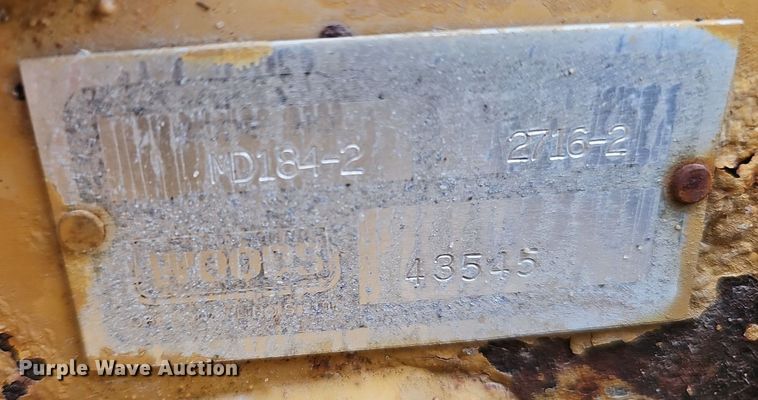 MD184-2 2716-2
WOODS
43545
Purple Wave Auction